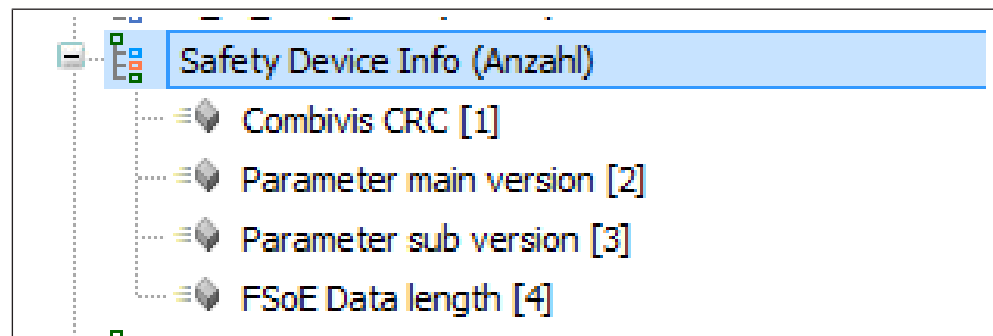 Safety Device Info (Anzahl)
Combivis CRC [1]
Parameter main version [2]
Parameter sub version [3]
FSoE Data length [4]